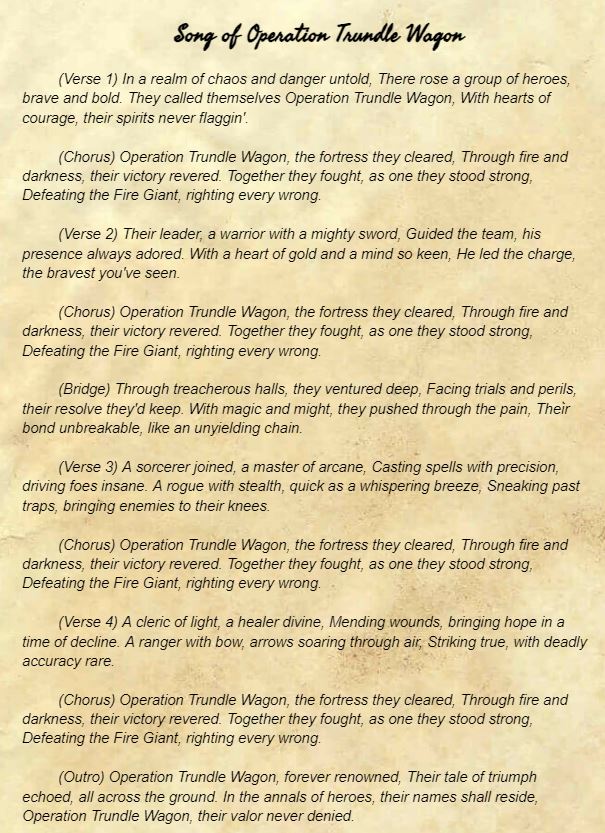 Song of Operation Trundle Wagon
(Verse 1) In a realm of chaos and danger untold, There rose a group of heroes,
brave and bold. They called themselves Operation Trundle Wagon, With hearts of
courage, their spirits never flaggin'.
(Chorus) Operation Trundle Wagon, the fortress they cleared, Through fire and
darkness, their victory revered. Together they fought, as one they stood strong,
Defeating the Fire Giant, righting every wrong.
(Verse 2) Their leader, a warrior with a mighty sword, Guided the team, his
presence always adored. With a heart of gold and a mind so keen, He led the charge,
the bravest you've seen.
(Chorus) Operation Trundle Wagon, the fortress they cleared, Through fire and
darkness, their victory revered. Together they fought, as one they stood strong,
Defeating the Fire Giant, righting every wrong.
(Bridge) Through treacherous halls, they ventured deep, Facing trials and perils,
their resolve they'd keep. With magic and might, they pushed through the pain, Their
bond unbreakable, like an unyielding chain.
(Verse 3) A sorcerer joined, a master of arcane, Casting spells with precision,
driving foes insane. A rogue with stealth, quick as a whispering breeze, Sneaking past
traps, bringing enemies to their knees.
(Chorus) Operation Trundle Wagon, the fortress they cleared, Through fire and
darkness, their victory revered. Together they fought, as one they stood strong,
Defeating the Fire Giant, righting every wrong.
(Verse 4) A cleric of light, a healer divine, Mending wounds, bringing hope in a
time of decline. A ranger with bow, arrows soaring through air, Striking true, with deadly
accuracy rare.
(Chorus) Operation Trundle Wagon, the fortress they cleared, Through fire and
darkness, their victory revered. Together they fought, as one they stood strong,
Defeating the Fire Giant, righting every wrong.
(Outro) Operation Trundle Wagon, forever renowned, Their tale of triumph
echoed, all across the ground. In the annals of heroes, their names shall reside,
Operation Trundle Wagon, their valor never denied.